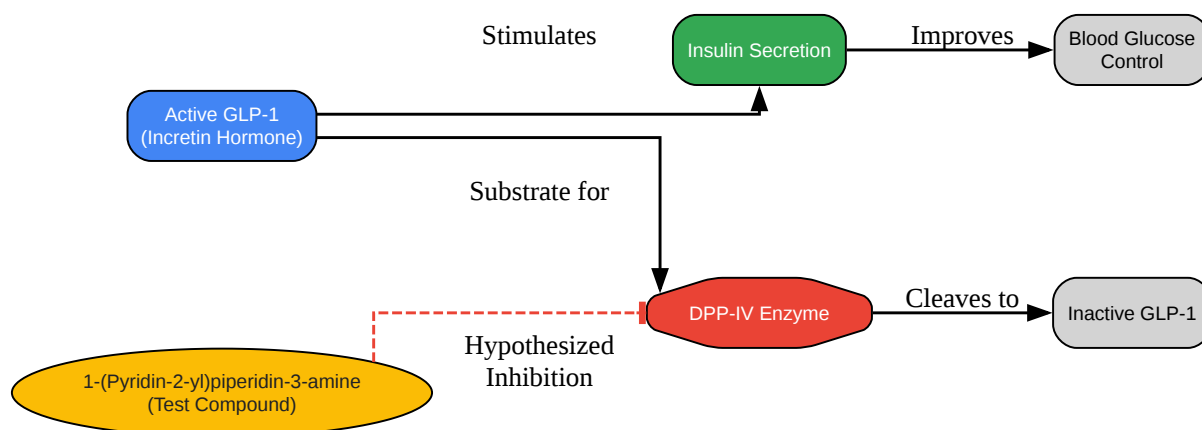 Stimulates
Insulin Secretion
Improves
Blood Glucose
Control
Active GLP-1
(Incretin Hormone)
Substrate for
DPP-IV Enzyme
Cleaves to
Inactive GLP-1
Hypothesized
Inhibition
1-(Pyridin-2-yl)piperidin-3-amine
(Test Compound)